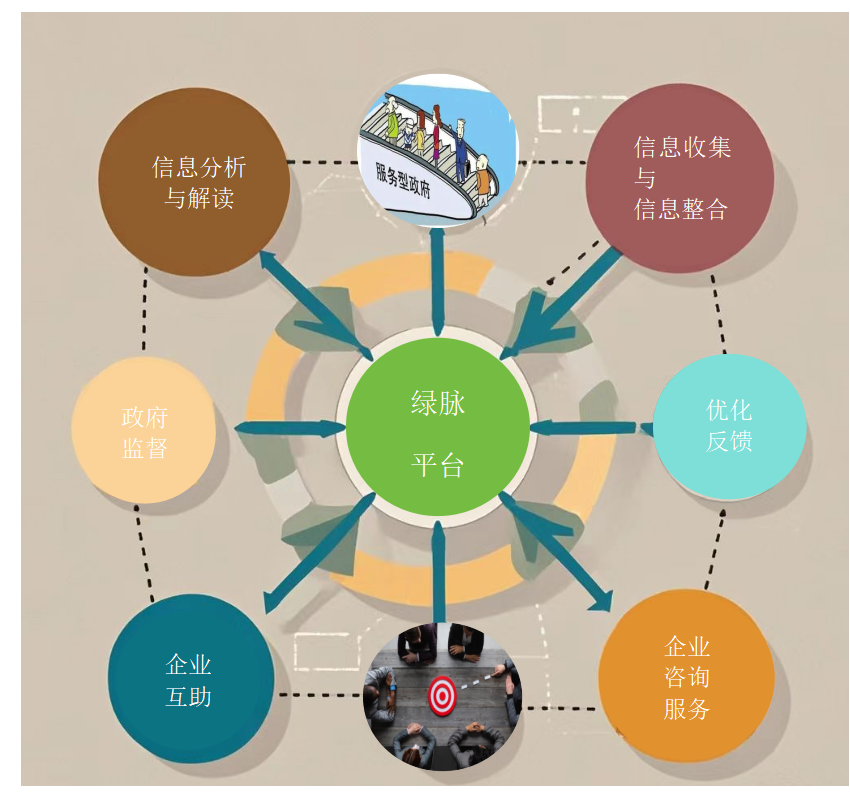 信息分析
与解读
服务型政府
信息收集
与
信息整合
政府
监督
绿脉
平台
优化
反馈
企业
互助
企业
咨询
服务